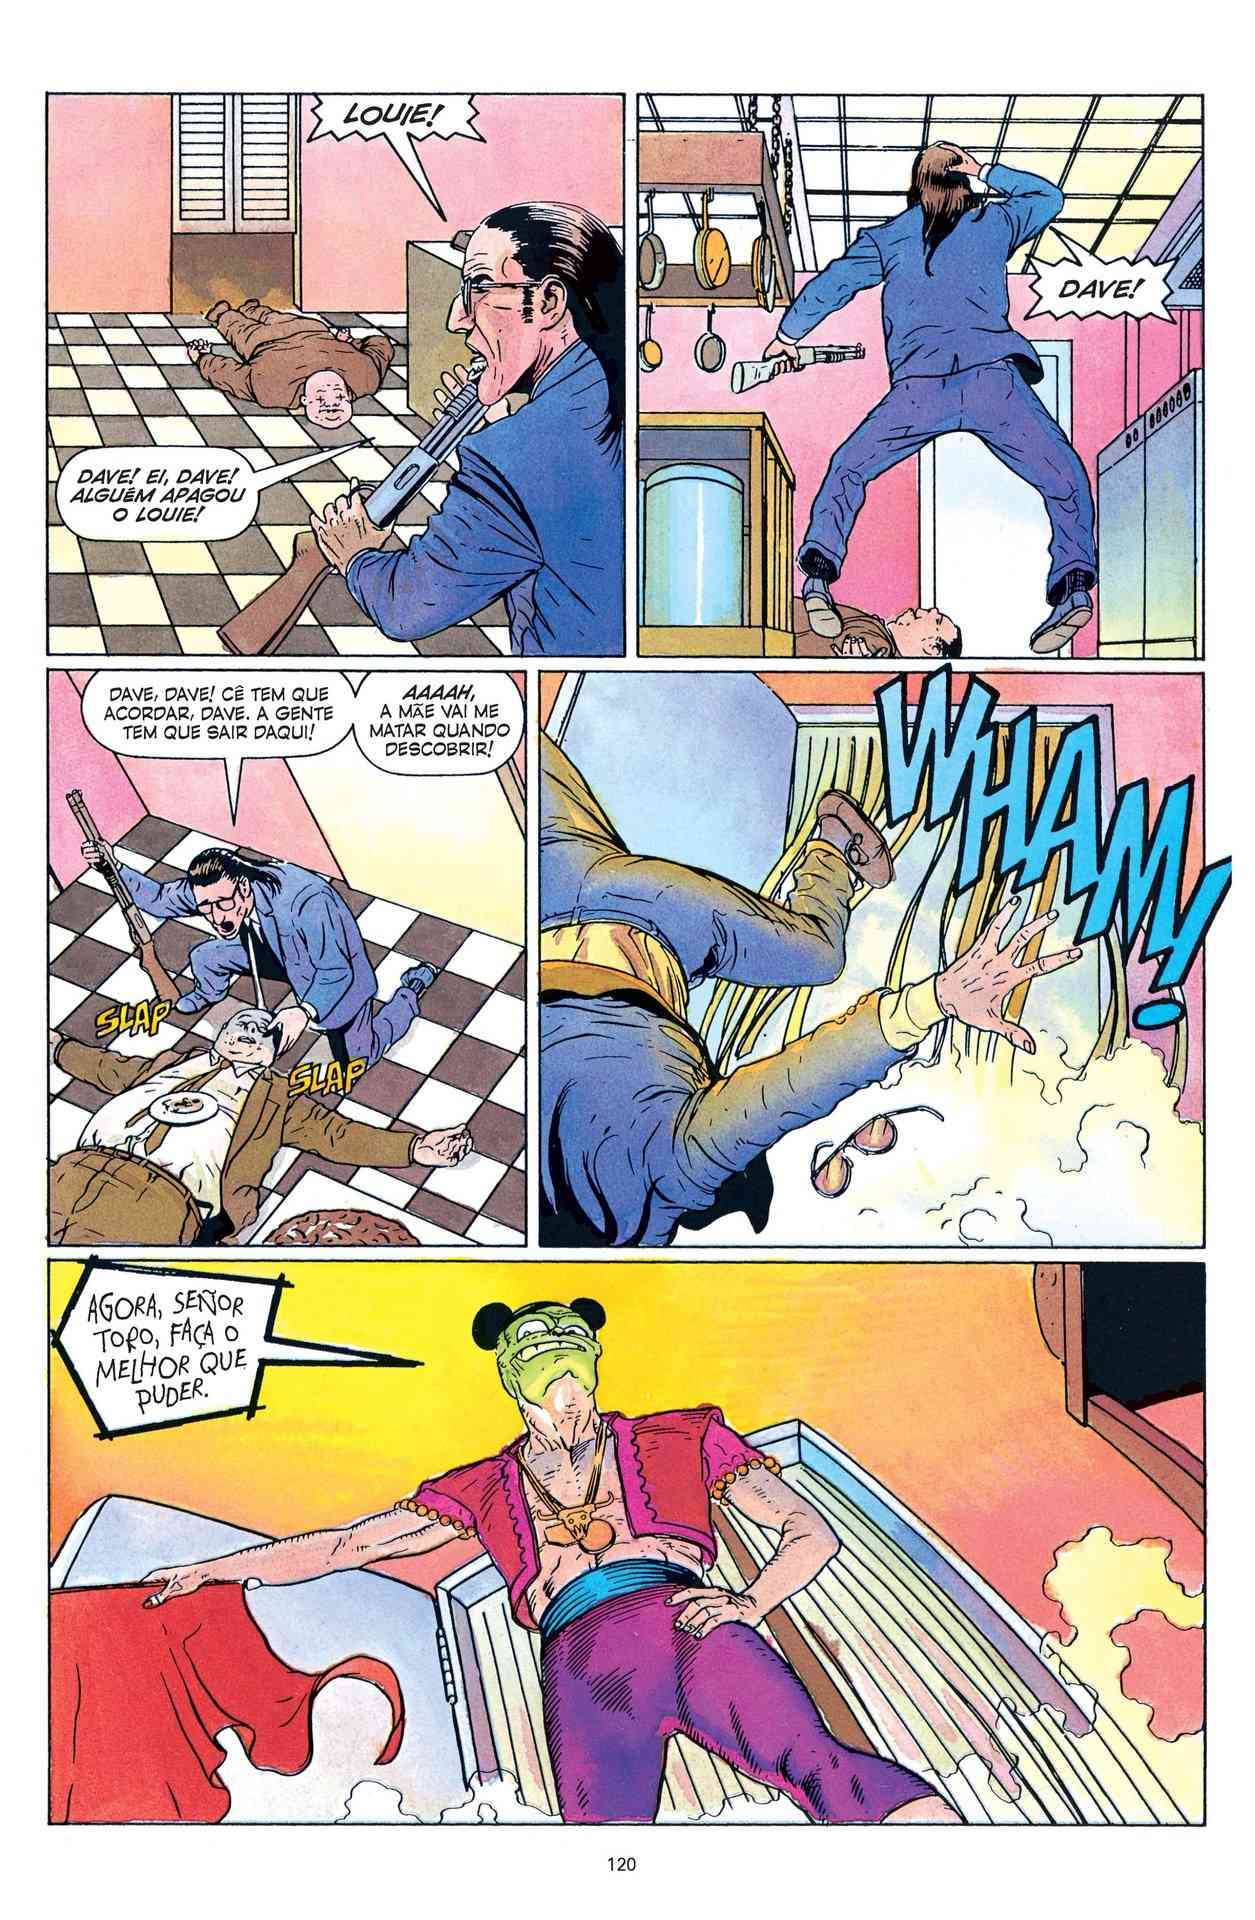 LOUIE!
DAVE! EI, DAVE!
ALGUÉM APAGOU
O LOUIE!
DAVE!
DAVE, DAVE! CÊ TEM QUE
ACORDAR, DAVE. A GENTE
TEM QUE SAIR DAQUI!
AAAAH,
A MÃE VAI ME
MATAR QUANDO
DESCOBRIR!
SLAP
SLAP
WHAM!
AGORA, SEÑOR
TORO, FAÇA O
MELHOR QUE
PUDER.
120